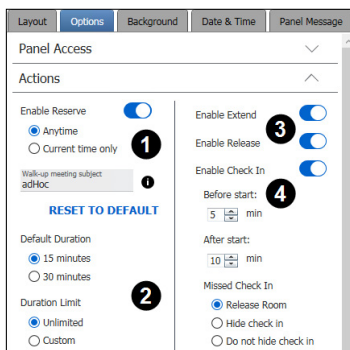 Layout Options Background Date & Time Panel Message
Panel Access
Actions
Enable Reserve
Anytime
Current time only
1
Walk-up meeting subject
adHoc
i
RESET TO DEFAULT
Default Duration
15 minutes
30 minutes
2
Duration Limit
Unlimited
Custom
Enable Extend
3
Enable Release
Enable Check In
4
Before start:
5 min
After start:
10 min
Missed Check In
Release Room
Hide check in
Do not hide check in